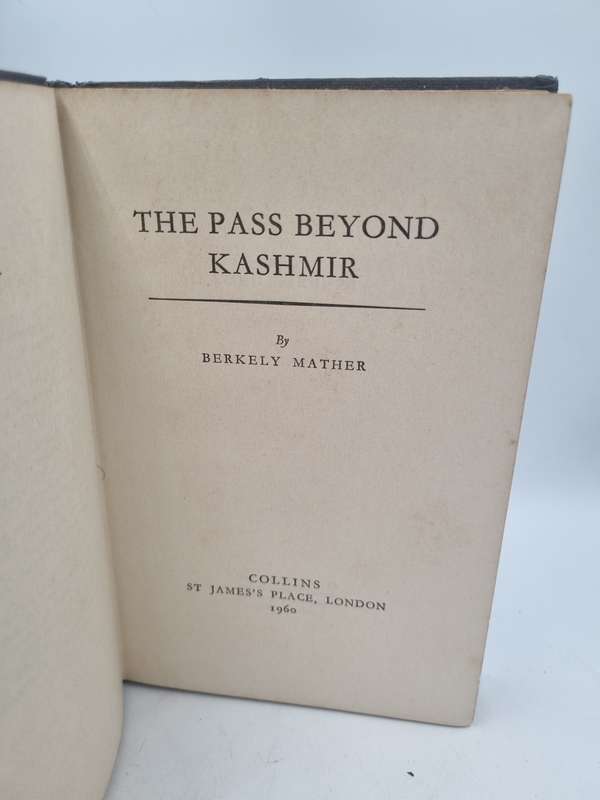 THE PASS BEYOND
KASHMIR
By
BERKELY MATHER
COLLINS
ST JAMES'S PLACE, LONDON
1960